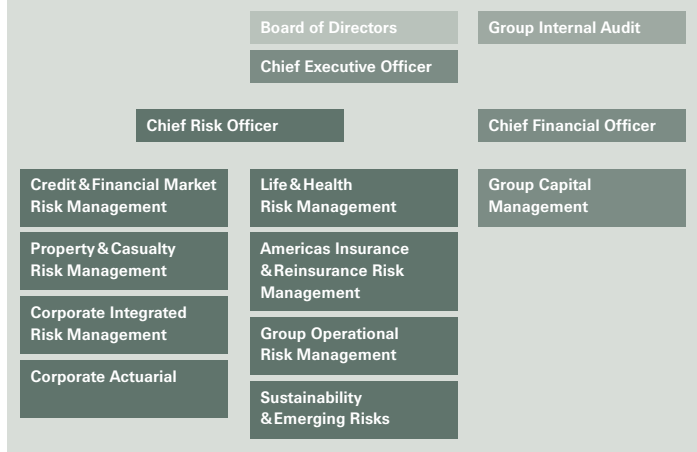 Board of Directors
Group Internal Audit
Chief Executive Officer
Chief Risk Officer
Chief Financial Officer
Credit & Financial Market
Risk Management
Life & Health
Risk Management
Group Capital
Management
Property & Casualty
Risk Management
Americas Insurance
& Reinsurance Risk
Management
Corporate Integrated
Risk Management
Group Operational
Risk Management
Corporate Actuarial
Sustainability
& Emerging Risks